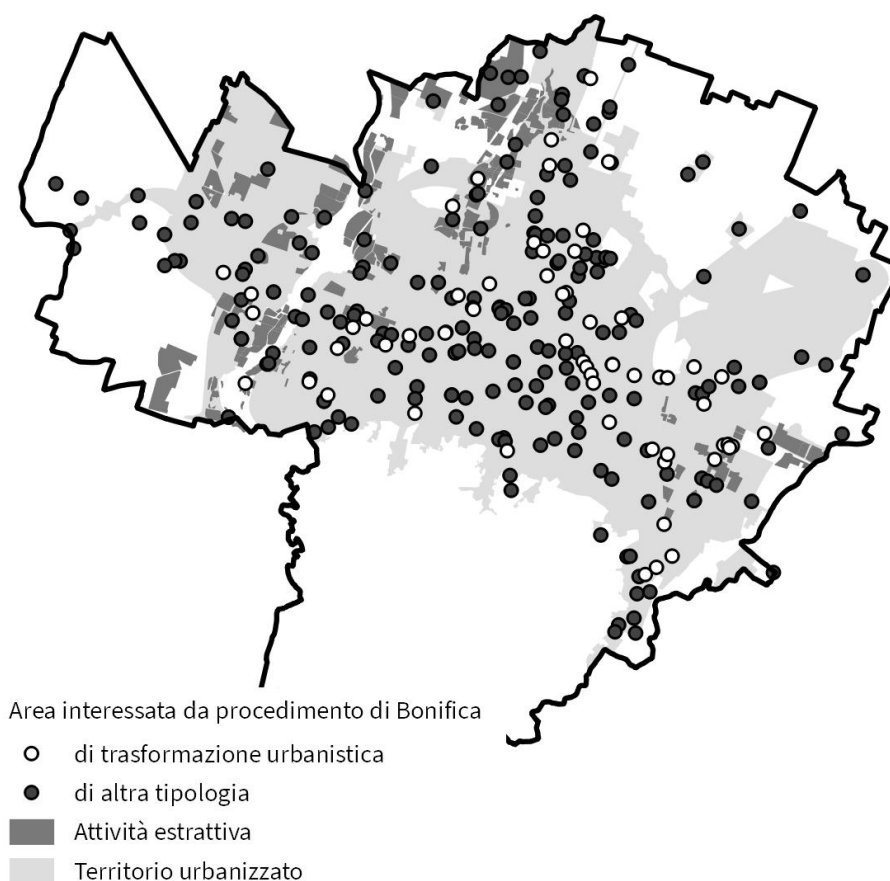 Area interessata da procedimento di Bonifica
di trasformazione urbanistica
di altra tipologia
Attività estrattiva
Territorio urbanizzato